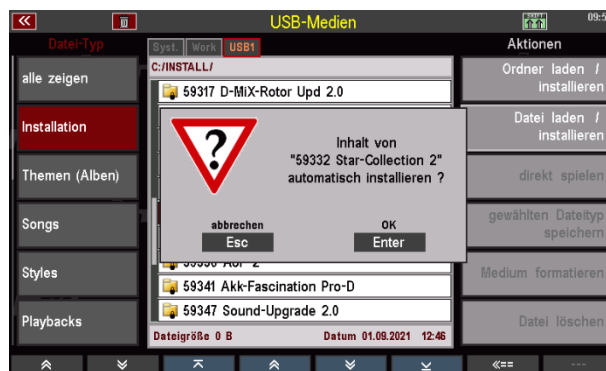 USB-Medien
SHIFT
09:5
Datei-Typ
Syst. Work USB1
Aktionen
C:/INSTALL/
alle zeigen
59317 D-MiX-Rotor Upd 2.0
Ordner laden /
installieren
Installation
Datei laden /
installieren
Inhalt von
"59332 Star-Collection 2"
automatisch installieren ?
Themen (Alben)
direkt spielen
Songs
abbrechen
Esc
OK
Enter
gewählten Dateityp
speichern
Styles
59341 Akk-Fascination Pro-D
Medium formatieren
59347 Sound-Upgrade 2.0
Playbacks
Dateigröße 0 B
Datum 01.09.2021 12:46
Datei löschen
«==
---